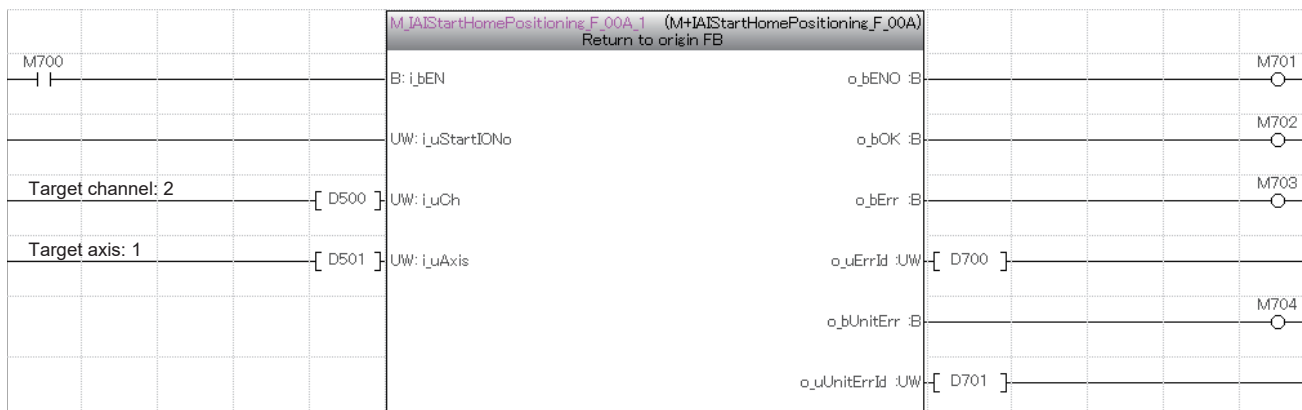 M_IAIStartHomePositioning_F_00A_1 (M+IAIStartHomePositioning_F_00A)
Return to origin FB
M700
B: i_bEN
o_bENO :B
M701
UW: i_uStartIONo
o_bOK :B
M702
Target channel: 2
[ D500 ]
UW: i_uCh
o_bErr :B
M703
Target axis: 1
[ D501 ]
UW: i_uAxis
o_uErrId :UW
[ D700 ]
o_bUnitErr :B
M704
o_uUnitErrId :UW
[ D701 ]